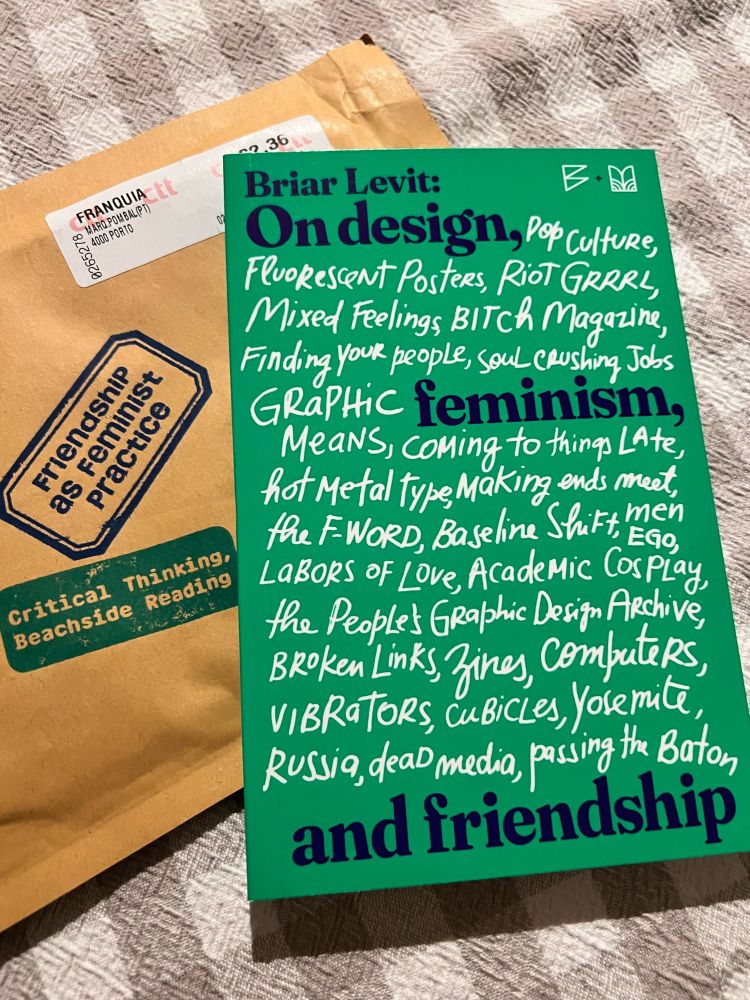 FRANQUIA
MARQ.POMBAL(PT)
4000 PORTO
0265278
ctt
2.36
Friendship
as Feminist
Practice
Critical Thinking,
Beachside Reading
Briar Levit:
On design, Pop Culture,
Fluorescent Posters, Riot GRRRL,
Mixed Feelings, BITCH Magazine,
Finding your people, soul crushing Jobs
GRAPHIC feminism,
Means, coming to things Late,
hot metal type, Making ends meet,
the F-WORD, Baseline Shift, men
EGO,
LABORS OF Love, Academic Cosplay,
the People's Graphic Design Archive,
Broken Links, Zines, Computers,
VIBRATORS, CUBICLES, Yosemite,
Russia, dead media, passing the Baton
and friendship